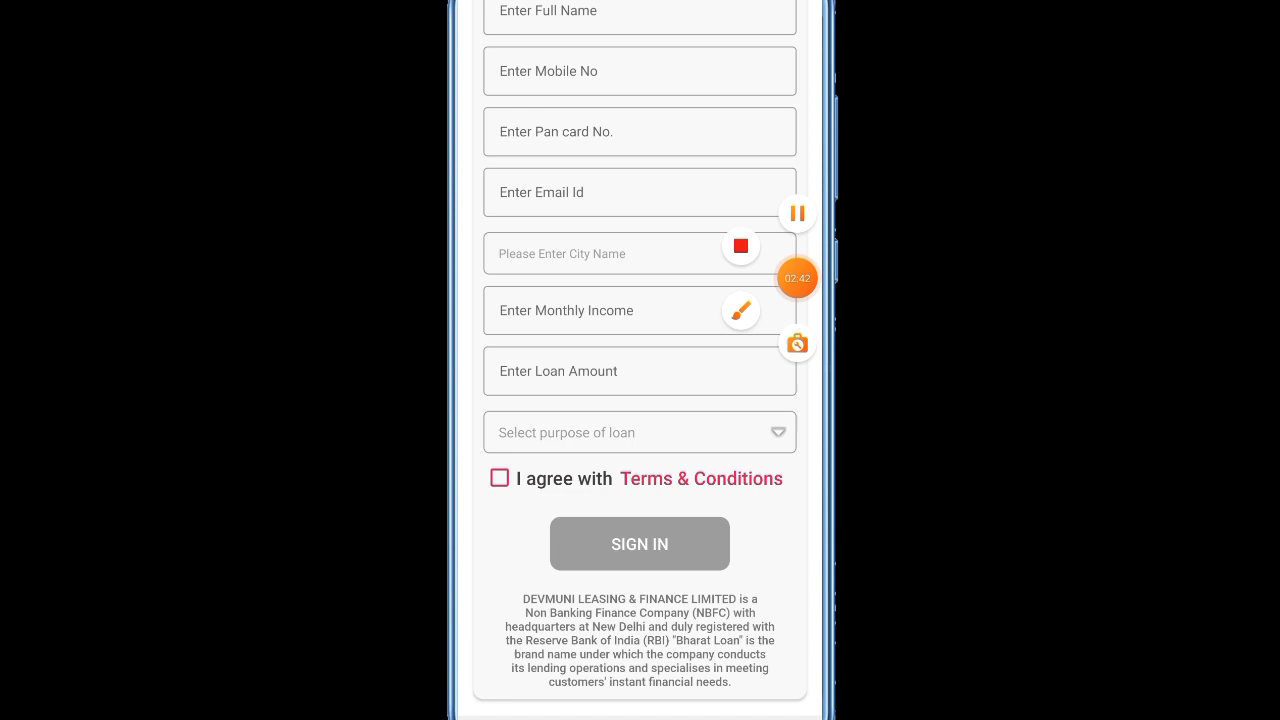 Enter Full Name
Enter Mobile No
Enter Pan card No.
Enter Email Id
Please Enter City Name
02:42
Enter Monthly Income
Enter Loan Amount
Select purpose of loan
I agree with Terms & Conditions
SIGN IN
DEVMUNI LEASING & FINANCE LIMITED is a
Non Banking Finance Company (NBFC) with
headquarters at New Delhi and duly registered with
the Reserve Bank of India (RBI) "Bharat Loan" is the
brand name under which the company conducts
its lending operations and specialises in meeting
customers' instant financial needs.